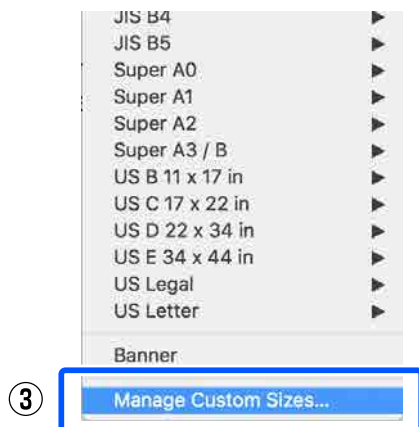 JIS B4
JIS B5
Super A0
Super A1
Super A2
Super A3 / B
US B 11 x 17 in
US C 17 x 22 in
US D 22 x 34 in
US E 34 x 44 in
US Legal
US Letter
Banner
③ Manage Custom Sizes...